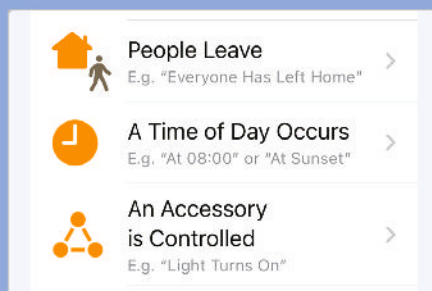 People Leave
E.g. “Everyone Has Left Home"
A Time of Day Occurs
E.g. “At 08:00” or “At Sunset"
An Accessory
is Controlled
E.g. “Light Turns On”